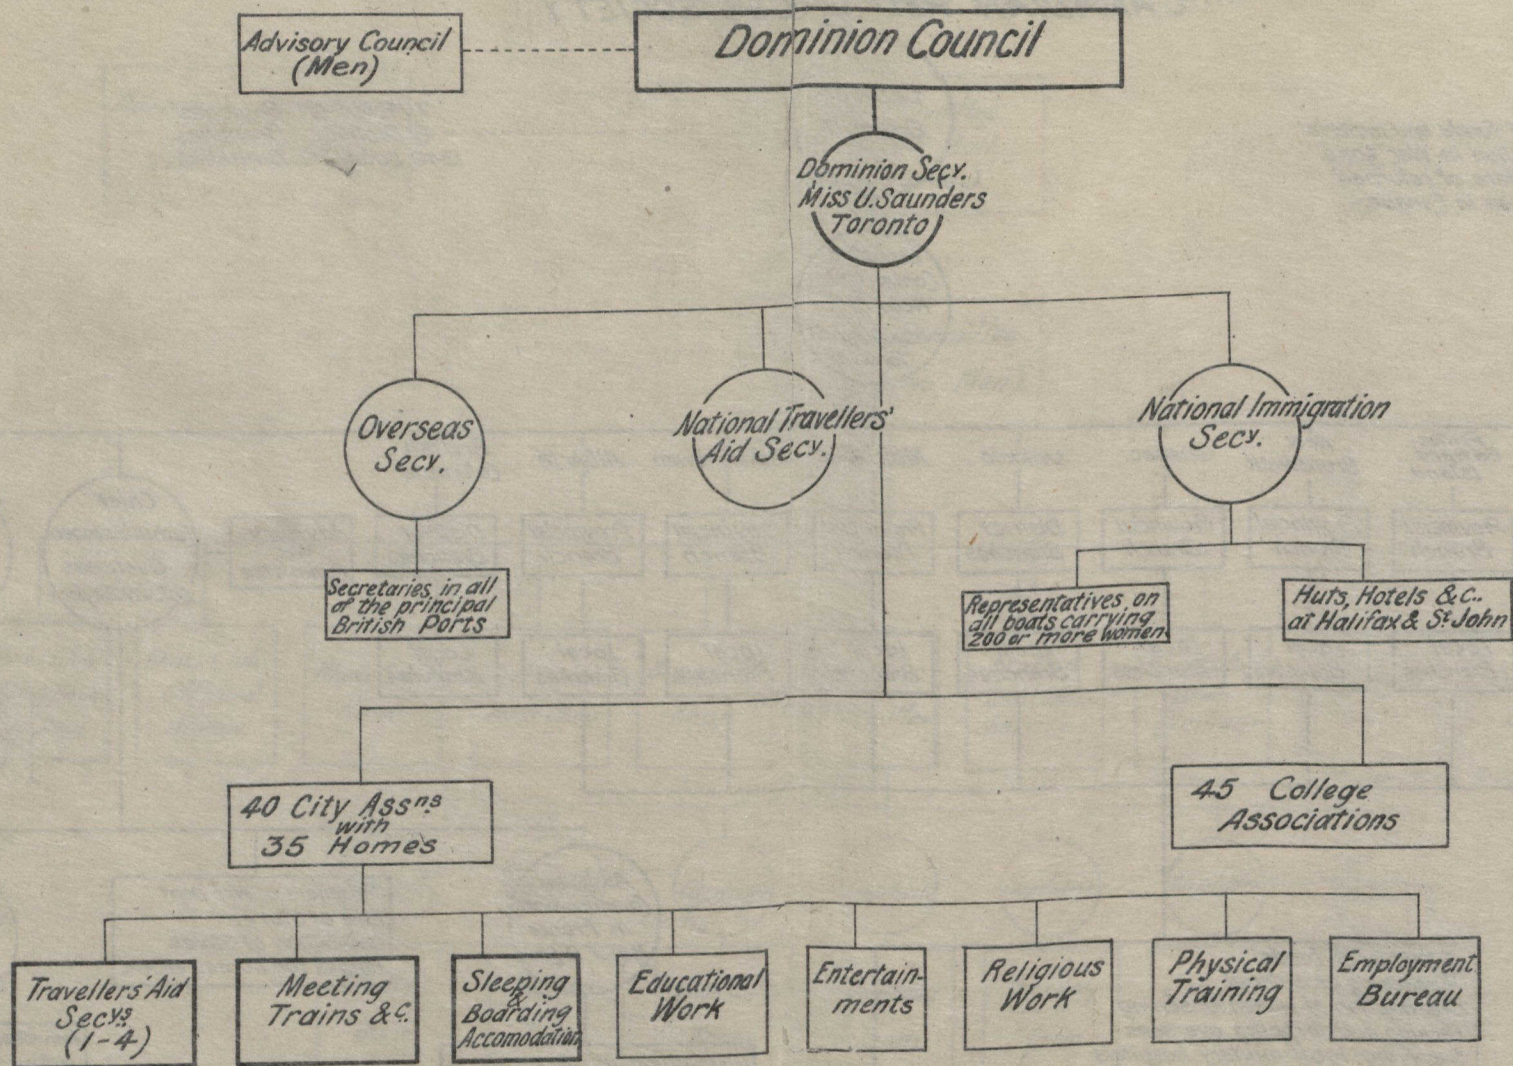 Advisory Council
(Men)
Dominion Council
Dominion Secy.
Miss U. Saunders
Toronto
Overseas
Secy.
National Travellers'
Aid Secy.
National Immigration
Secy.
Secretaries in all
of the principal
British Ports
Representatives on
all boats carrying
200 or more women
Huts, Hotels &c..
at Halifax & St. John
40 City Assns.
with
35 Homes
45 College
Associations
Travellers' Aid
Secys.
(1-4)
Meeting
Trains &c.
Sleeping
&
Boarding
Accomodation
Educational
Work
Entertain-
ments
Religious
Work
Physical
Training
Employment
Bureau